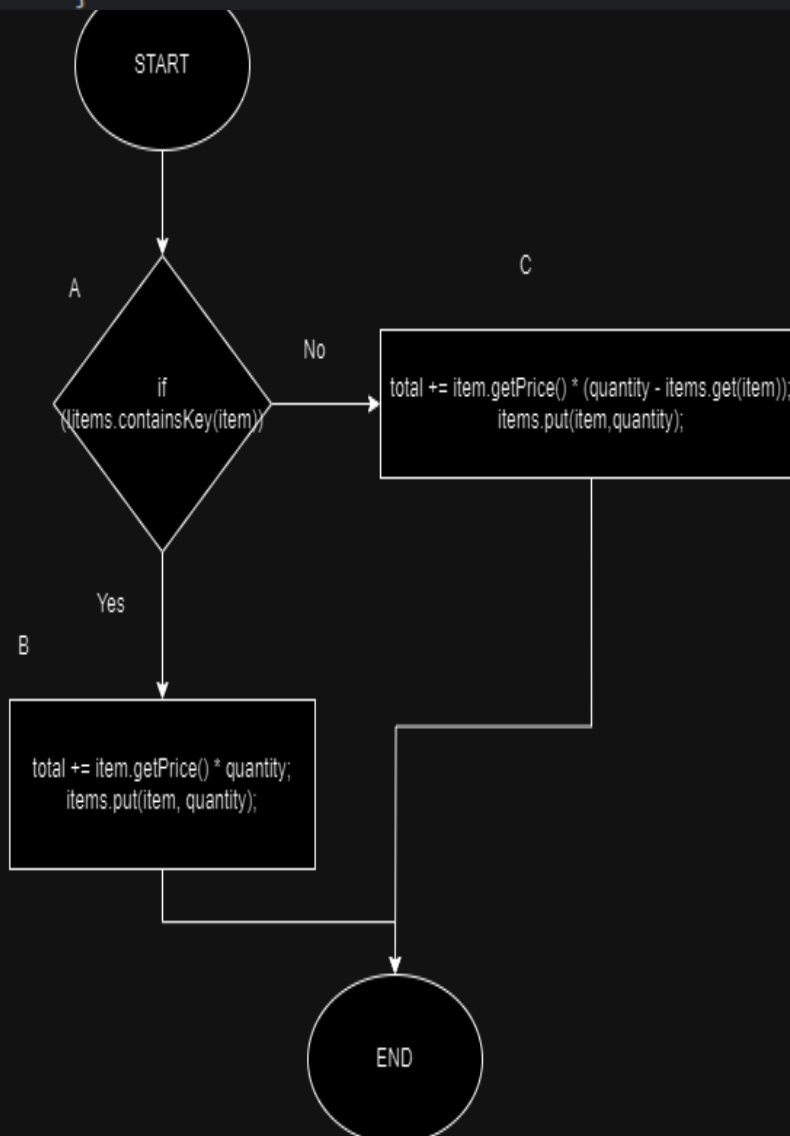 }
START
A
C
No
if
(!items.containsKey(item))
total += item.getPrice() * (quantity - items.get(item));
items.put(item,quantity);
Yes
B
total += item.getPrice() * quantity;
items.put(item, quantity);
END